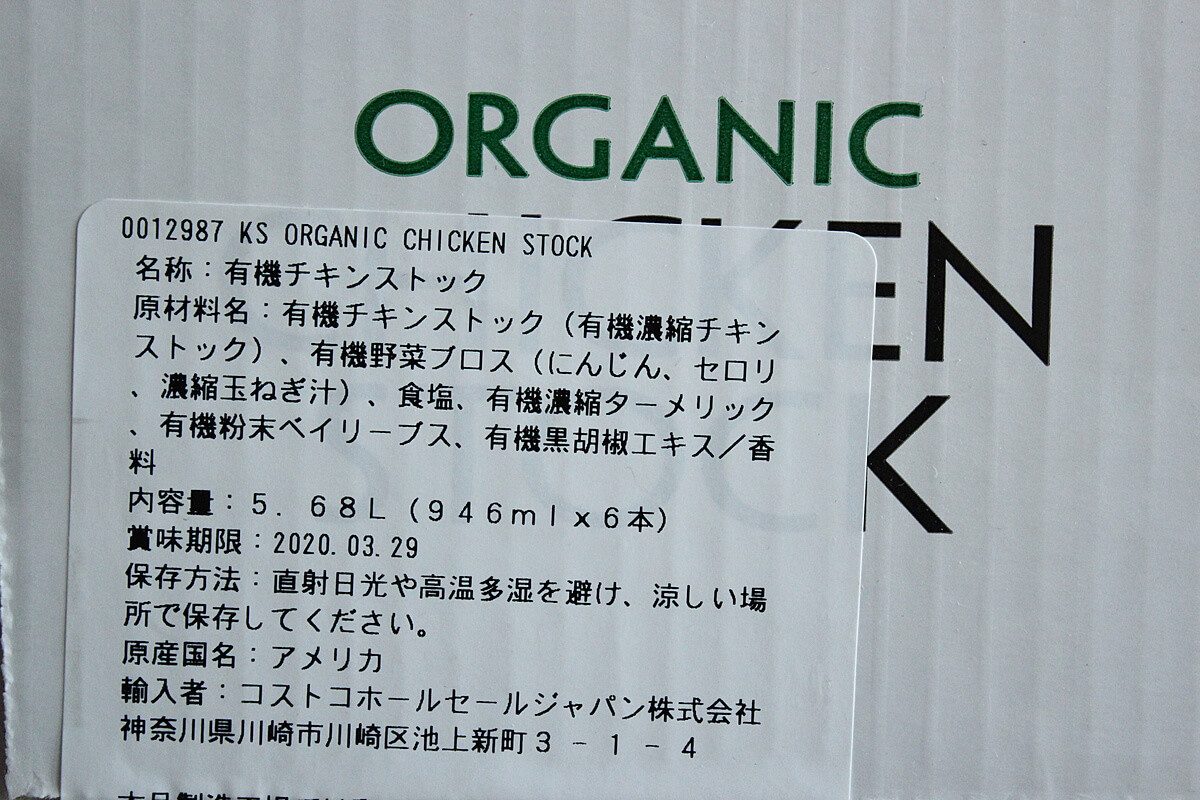 ORGANIC
CKEN
K
0012987 KS ORGANIC CHICKEN STOCK
名称：有機チキンストック
原材料名：有機チキンストック（有機濃縮チキン
ストック）、有機野菜ブロス（にんじん、セロリ
、濃縮玉ねぎ汁）、食塩、有機濃縮ターメリック
、有機粉末ベイリーブス、有機黒胡椒エキス／香
料
内容量：５．６８Ｌ（９４６ｍｌｘ６本）
賞味期限：2020.03.29
保存方法：直射日光や高温多湿を避け、涼しい場
所で保存してください。
原産国名：アメリカ
輸入者：コストコホールセールジャパン株式会社
神奈川県川崎市川崎区池上新町３－１－４